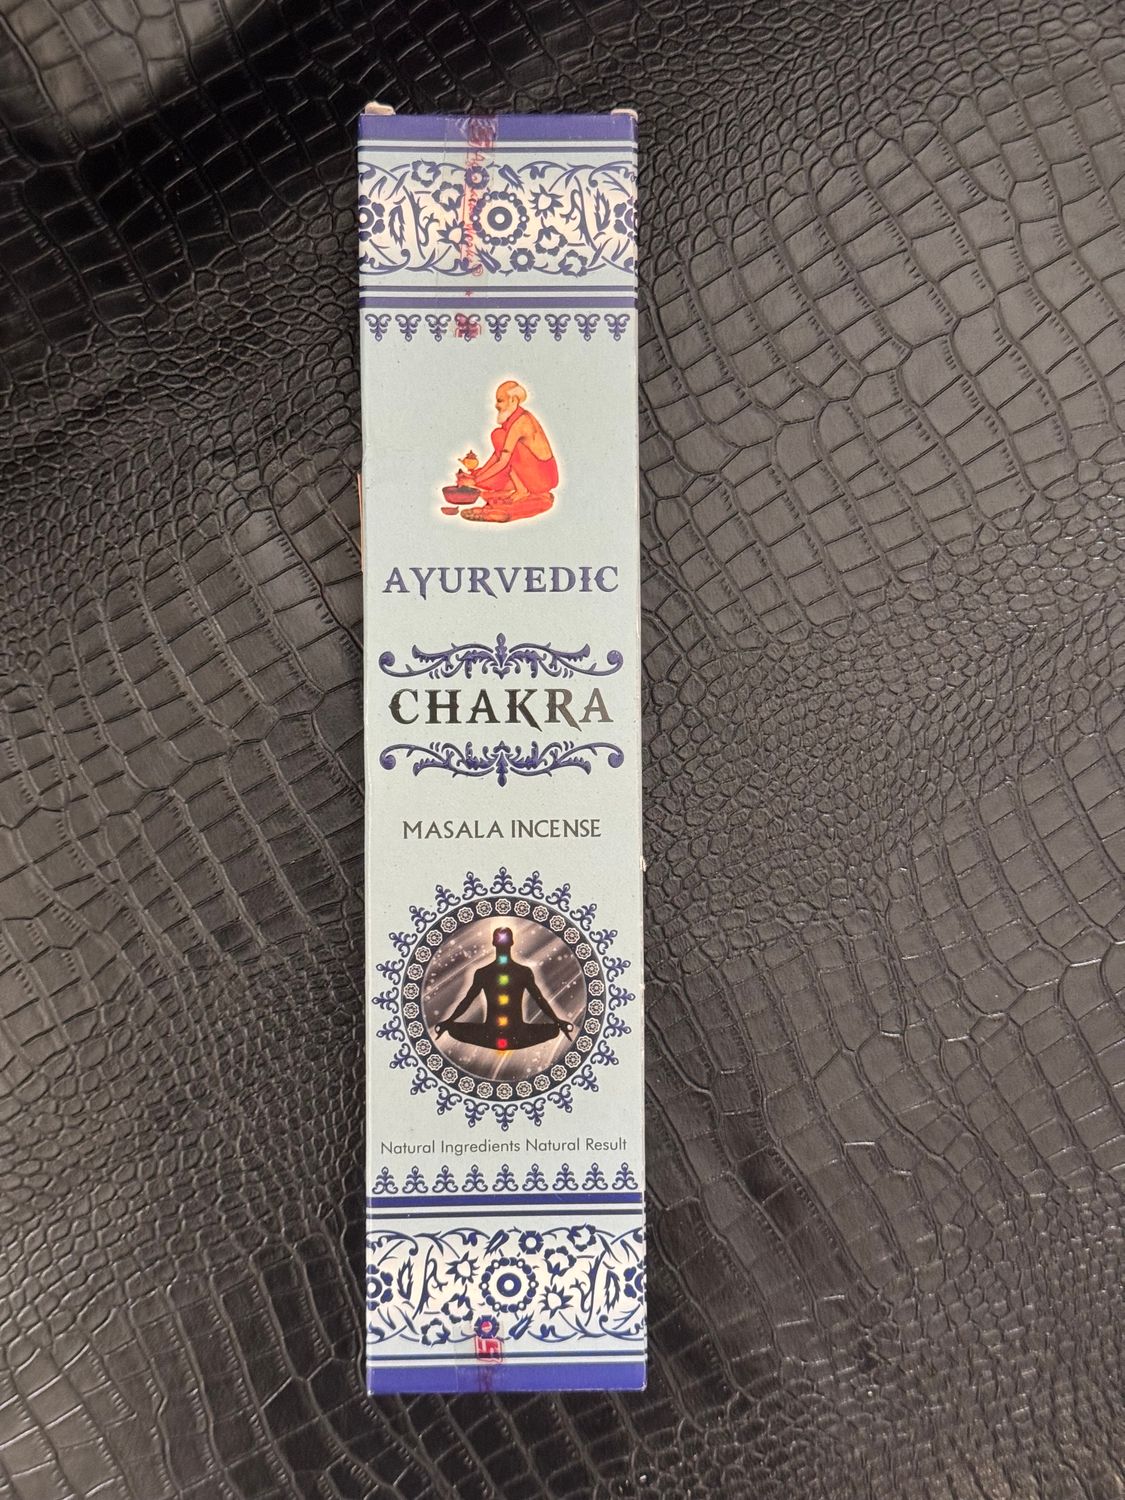 AYURVEDIC
CHAKRA
MASALA INCENSE
Natural Ingredients Natural Result